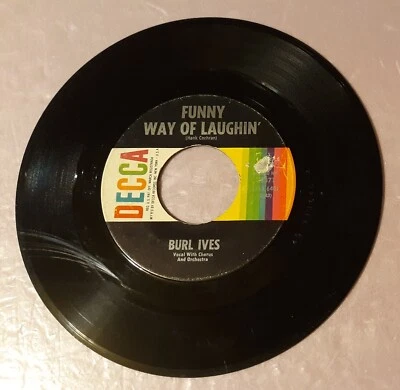 FUNNY
WAY OF LAUGHIN'
(Hank Cochran)
DECCA
BURL IVES
Vocal With Chorus
And Orchestra